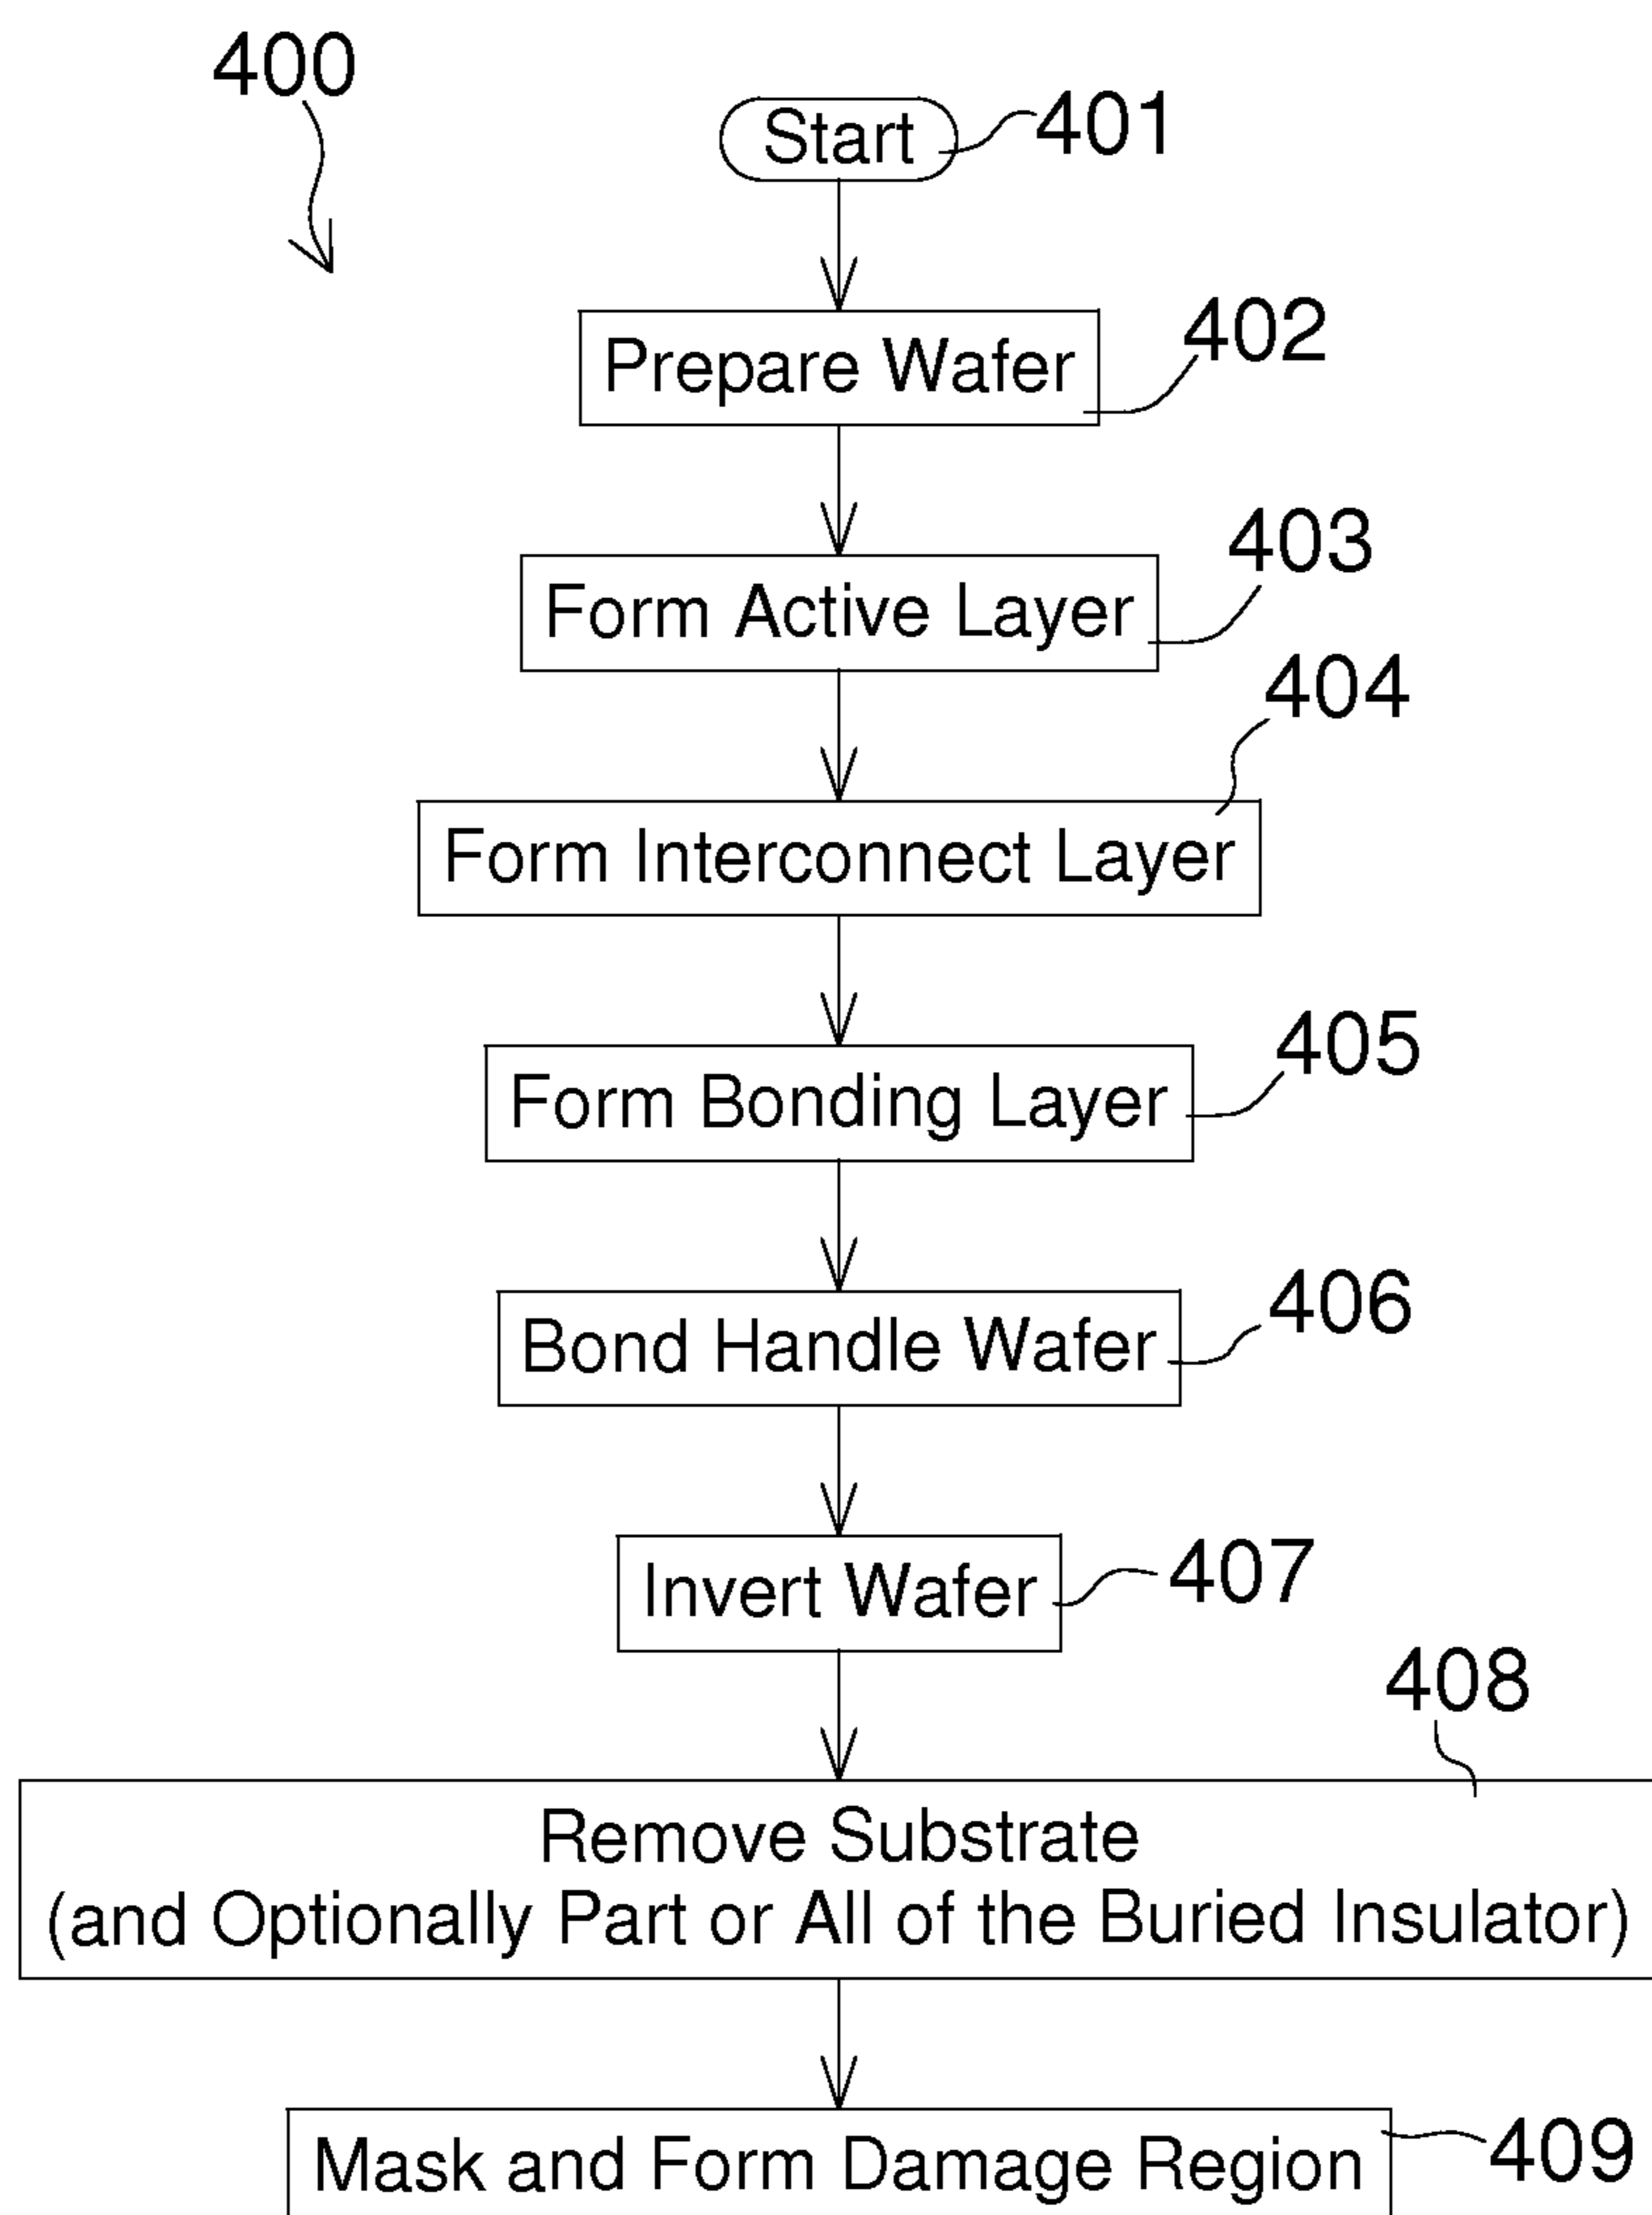 400
Start
401
Prepare Wafer
402
Form Active Layer
403
404
Form Interconnect Layer
405
Form Bonding Layer
406
Bond Handle Wafer
407
Invert Wafer
408
Remove Substrate
(and Optionally Part or All of the Buried Insulator)
Mask and Form Damage Region
409